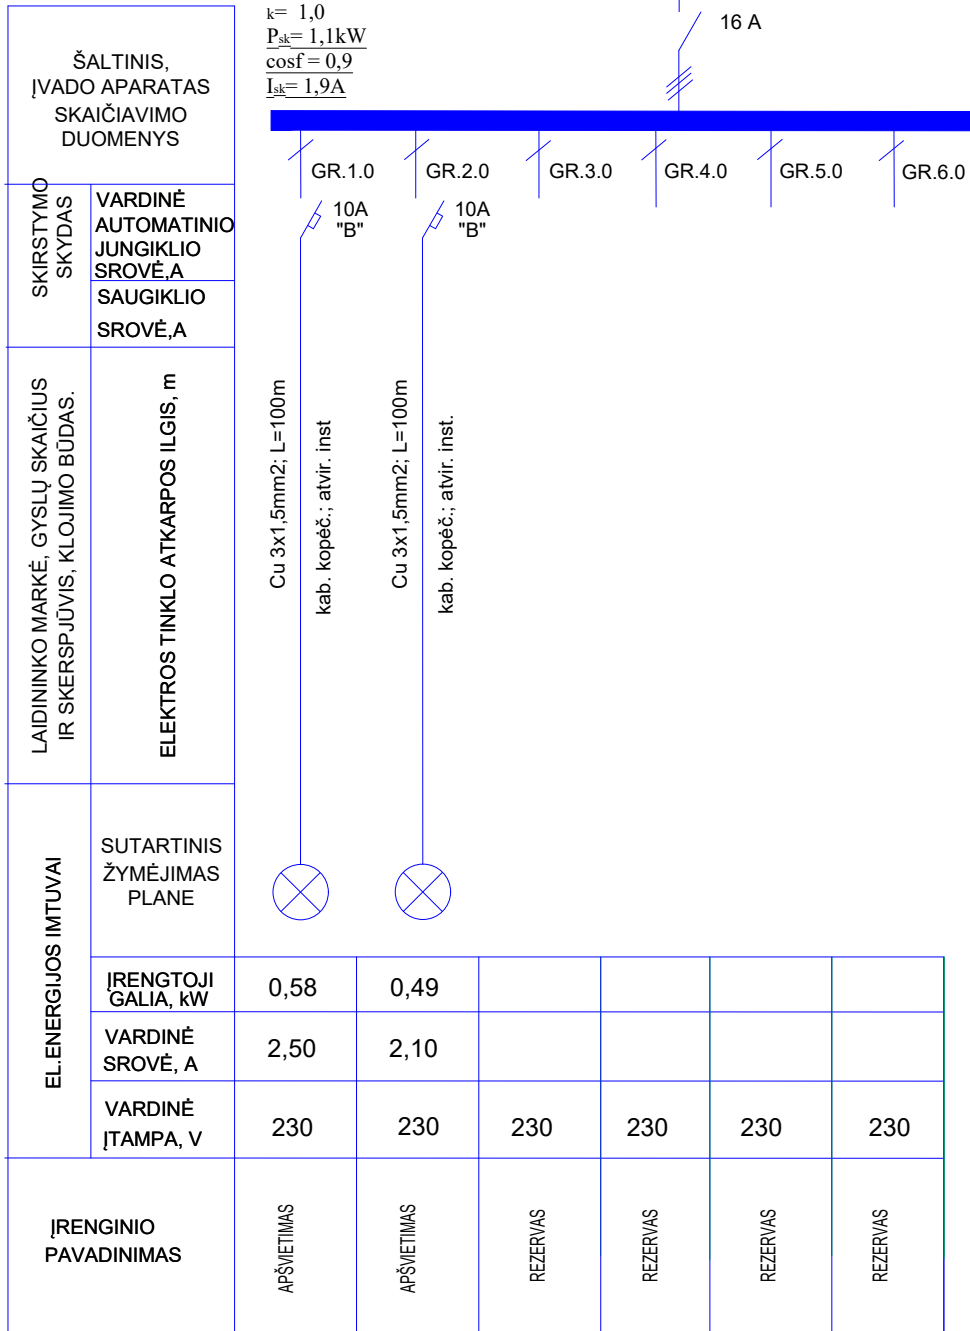 k= 1,0
Psk= 1,1kW
cosf = 0,9
Isk= 1,9A
16 A
ŠALTINIS,
ĮVADO APARATAS
SKAIČIAVIMO
DUOMENYS
GR.1.0
GR.2.0
GR.3.0
GR.4.0
GR.5.0
GR.6.0
SKIRSTYMO
SKYDAS
VARDINĖ
AUTOMATINIO
JUNGIKLIO
SROVĖ,A
10A
"B"
10A
"B"
SAUGIKLIO
SROVĖ,A
LAIDININKO MARKĖ, GYSLŲ SKAIČIUS
IR SKERSPJŪVIS, KLOJIMO BŪDAS.
ELEKTROS TINKLO ATKARPOS ILGIS, m
Cu 3x1,5mm2; L=100m
kab. kopėč.; atvir. inst
Cu 3x1,5mm2; L=100m
kab. kopėč.; atvir. inst.
EL.ENERGIJOS IMTUVAI
SUTARTINIS
ŽYMĖJIMAS
PLANE
ĮRENGTOJI
GALIA, kW
0,58
0,49
VARDINĖ
SROVĖ, A
2,50
2,10
VARDINĖ
ĮTAMPA, V
230
230
230
230
230
230
ĮRENGINIO
PAVADINIMAS
APŠVIETIMAS
APŠVIETIMAS
REZERVAS
REZERVAS
REZERVAS
REZERVAS